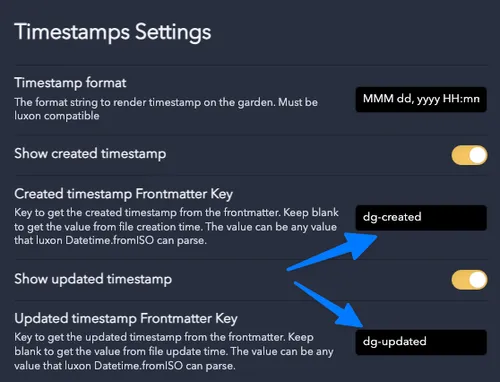 Timestamps Settings
Timestamp format
The format string to render timestamp on the garden. Must be
luxon compatible
MMM dd, yyyy HH:mm
Show created timestamp
Created timestamp Frontmatter Key
Key to get the created timestamp from the frontmatter. Keep blank
to get the value from file creation time. The value can be any value
that luxon Datetime.fromISO can parse.
dg-created
Show updated timestamp
Updated timestamp Frontmatter Key
Key to get the updated timestamp from the frontmatter. Keep
blank to get the value from file update time. The value can be any
value that luxon Datetime.fromISO can parse.
dg-updated